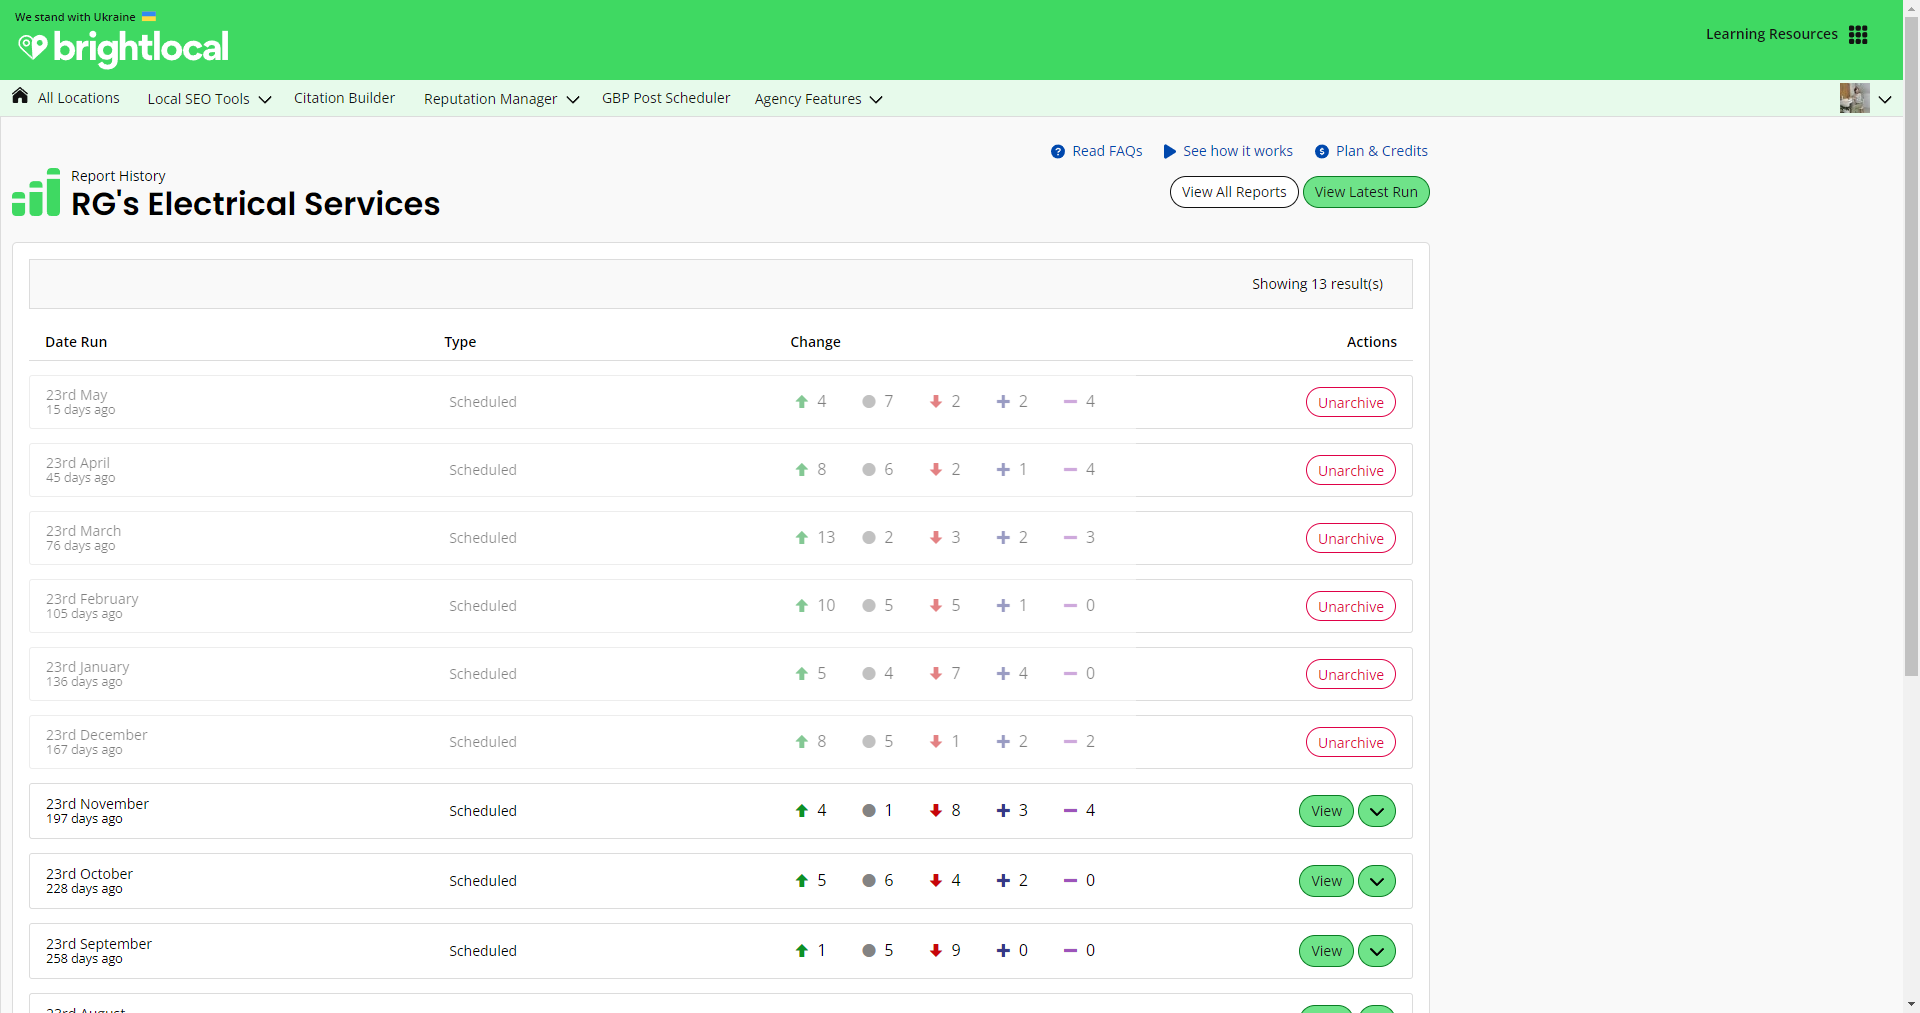 We stand with Ukraine
brightlocal
Learning Resources
All Locations Local SEO Tools Citation Builder Reputation Manager GBP Post Scheduler Agency Features
Read FAQs See how it works Plan & Credits
Report History
RG's Electrical Services
View All Reports View Latest Run
Showing 13 result(s)
Date Run Type Change Actions
23rd May
15 days ago
Scheduled 4 7 2 2 4 Unarchive
23rd April
45 days ago
Scheduled 8 6 2 1 4 Unarchive
23rd March
76 days ago
Scheduled 13 2 3 2 3 Unarchive
23rd February
105 days ago
Scheduled 10 5 5 1 0 Unarchive
23rd January
136 days ago
Scheduled 5 4 7 4 0 Unarchive
23rd December
167 days ago
Scheduled 8 5 1 2 2 Unarchive
23rd November
197 days ago
Scheduled 4 1 8 3 4 View
23rd October
228 days ago
Scheduled 5 6 4 2 0 View
23rd September
258 days ago
Scheduled 1 5 9 0 0 View
23rd August